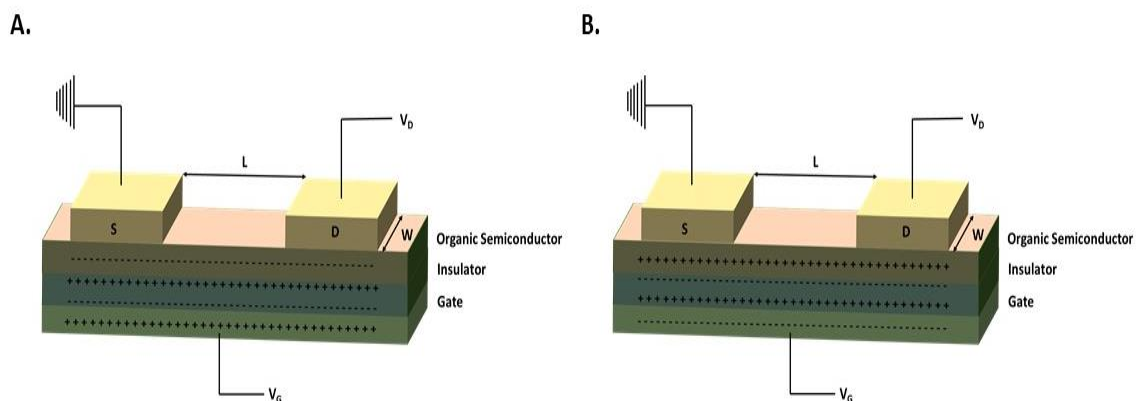 A.
B.
V_D
L
S
D
W
Organic Semiconductor
Insulator
Gate
- - - - - - - - - - - - - - - - - - - - - - - - - - - - - - - - - - - - - -
+ + + + + + + + + + + + + + + + + + + + + + + + + + + + + + + + + + + + + +
V_G
V_D
L
S
D
W
Organic Semiconductor
Insulator
Gate
V_G